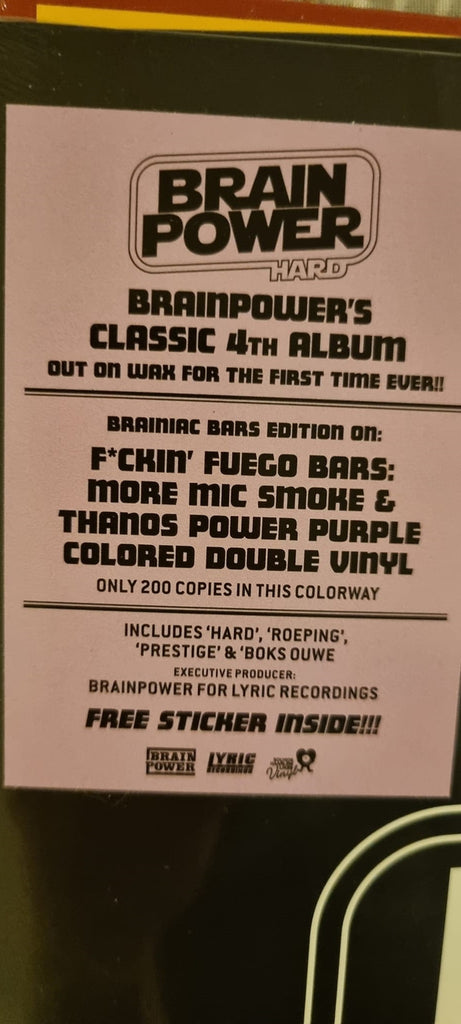 BRAIN
POWER
HARD
BRAINPOWER'S
CLASSIC 4TH ALBUM
OUT ON WAX FOR THE FIRST TIME EVER!!
BRAINIAC BARS EDITION ON:
F*CKIN' FUEGO BARS:
MORE MIC SMOKE &
THANOS POWER PURPLE
COLORED DOUBLE VINYL
ONLY 200 COPIES IN THIS COLORWAY
INCLUDES 'HARD', 'ROEPING',
'PRESTIGE' & 'BOKS OUWE
EXECUTIVE PRODUCER:
BRAINPOWER FOR LYRIC RECORDINGS
FREE STICKER INSIDE!!!
BRAIN POWER LYRIC RECORDINGS Vinyl